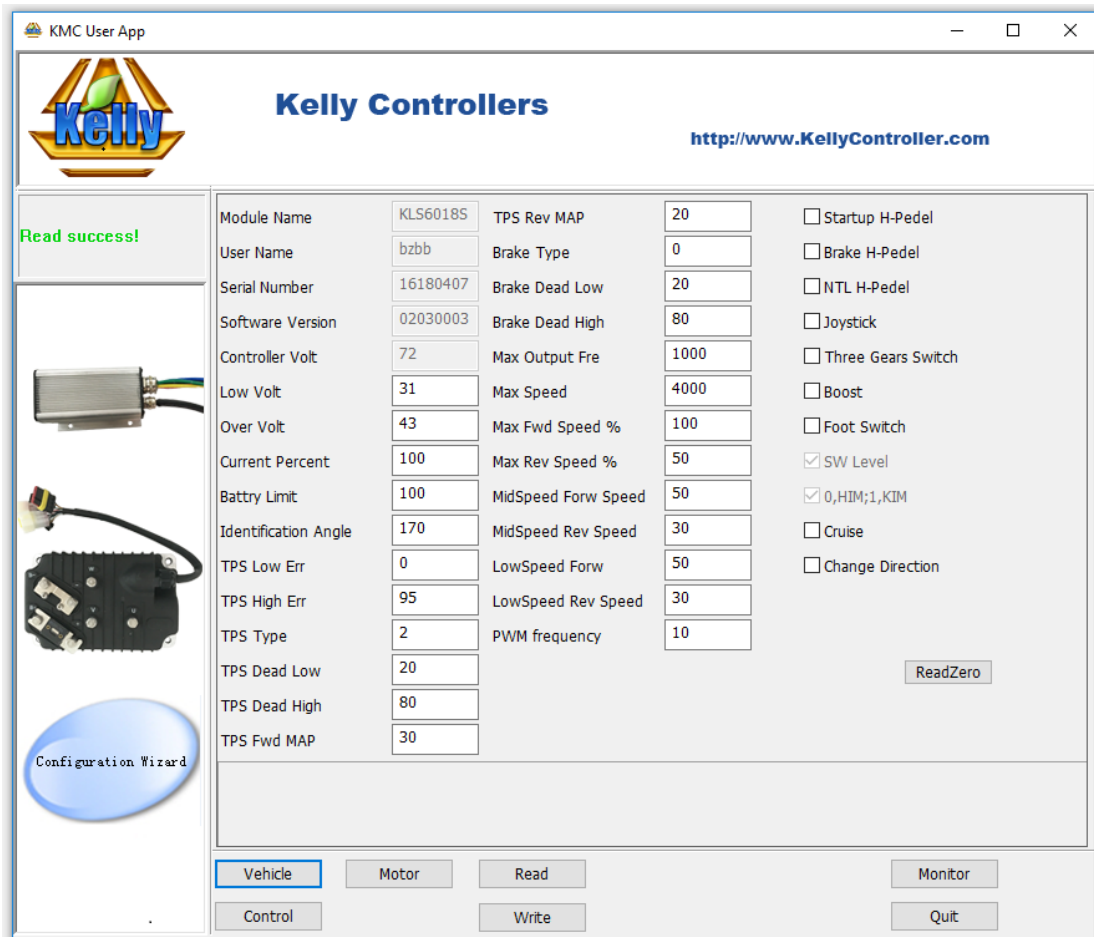 KMC User App
Kelly
Kelly Controllers
http://www.KellyController.com
Read success!
Configuration Wizard
Module Name KLS6018S
User Name bzbb
Serial Number 16180407
Software Version 02030003
Controller Volt 72
Low Volt 31
Over Volt 43
Current Percent 100
Battry Limit 100
Identification Angle 170
TPS Low Err 0
TPS High Err 95
TPS Type 2
TPS Dead Low 20
TPS Dead High 80
TPS Fwd MAP 30
TPS Rev MAP 20
Brake Type 0
Brake Dead Low 20
Brake Dead High 80
Max Output Fre 1000
Max Speed 4000
Max Fwd Speed % 100
Max Rev Speed % 50
MidSpeed Forw Speed 50
MidSpeed Rev Speed 30
LowSpeed Forw 50
LowSpeed Rev Speed 30
PWM frequency 10
Startup H-Pedel
Brake H-Pedel
NTL H-Pedel
Joystick
Three Gears Switch
Boost
Foot Switch
SW Level
0,HIM;1,KIM
Cruise
Change Direction
ReadZero
Vehicle Motor Read Monitor
Control Write Quit